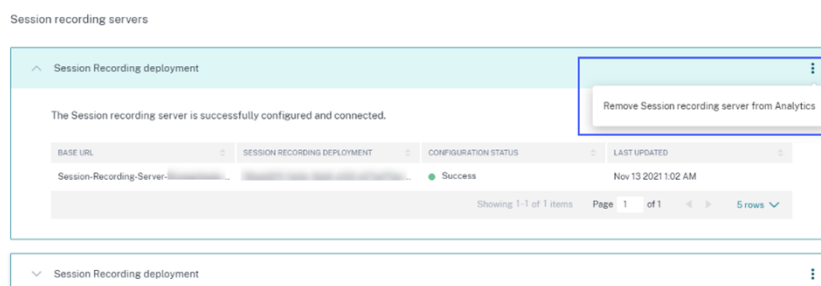 Session recording servers
Session Recording deployment
Remove Session recording server from Analytics
The Session recording server is successfully configured and connected.
BASE URL SESSION RECORDING DEPLOYMENT CONFIGURATION STATUS LAST UPDATED
Session-Recording-Server- ... ... Success Nov 13 2021 1:02 AM
Showing 1-1 of 1 items Page 1 of 1 5 rows
Session Recording deployment